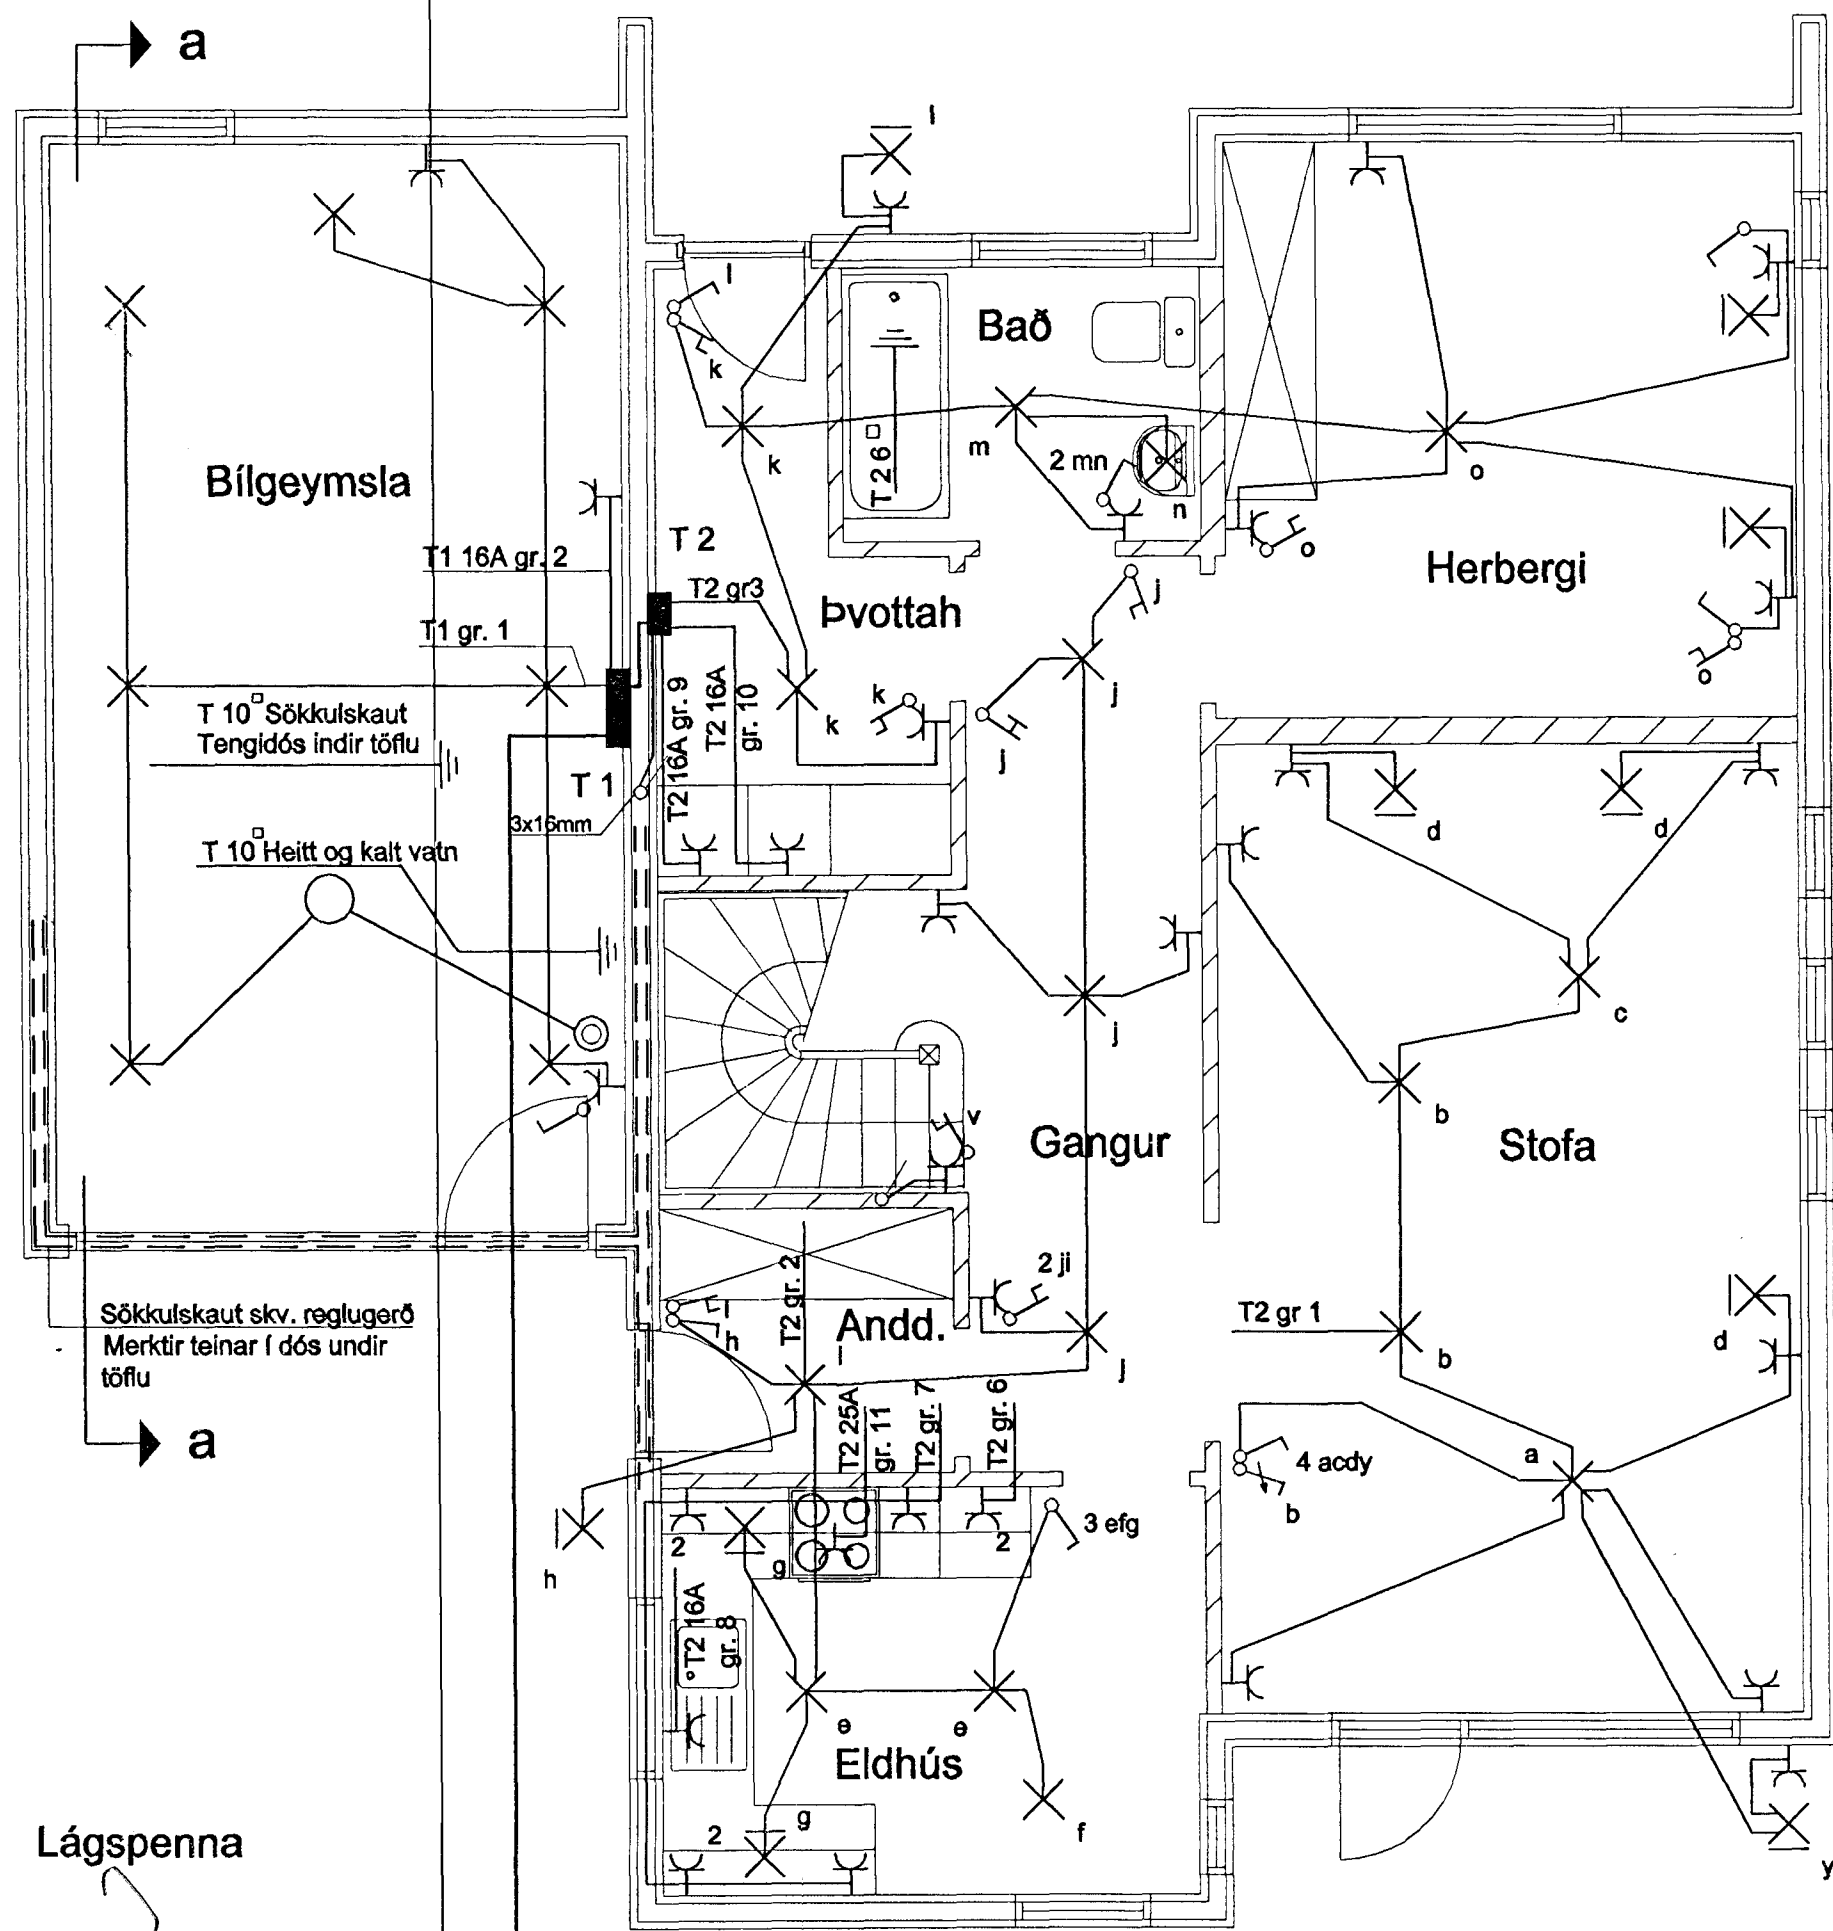 a
l
Bað
l
k
k
m
2 mn
n
T 26□
o
o
Herbergi
o
Bílgeymsla
T1 16A gr. 2
T 2
T2 gr3
Þvottah
j
T1 gr. 1
T 10□ Sökkulskaut
Tengidós indir töflu
T2 16A gr. 9
T2 16A
gr. 10
k
k
j
j
T 1
3x16mm
d
d
T 10□ Heitt og kalt vatn
c
j
b
v
Gangur
Stofa
2 ji
T2 gr. 2
Sökkulskaut skv. reglugerð
Merktir teinar í dós undir
töflu
i
h
Andd.
j
T2 gr 1
b
d
a
T2 25A
gr. 11
T2 gr. 7
T2 gr. 6
a
4 acdy
b
h
2
g
2
3 efg
T2 16A
gr. 8
e
e
Eldhús
2
g
f
y
Lágspenna